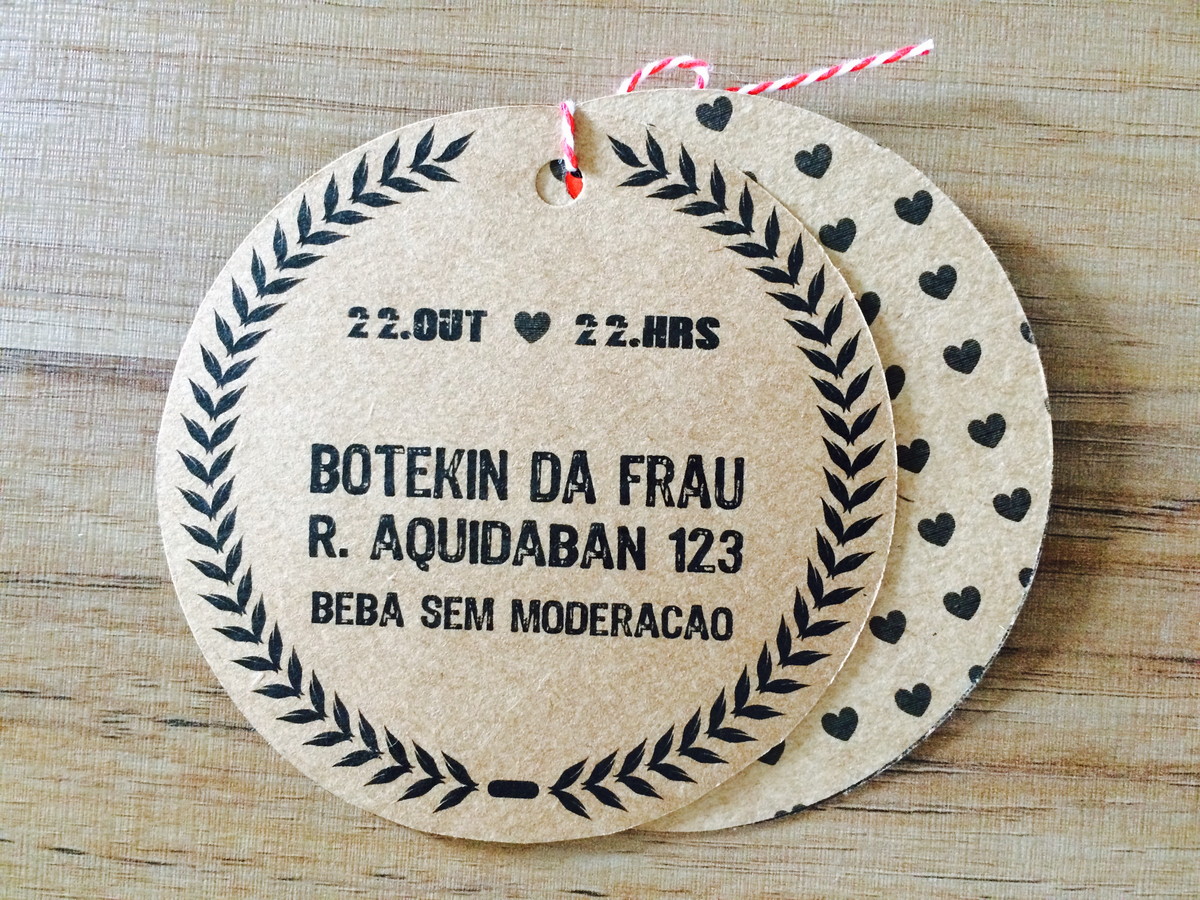 22.OUT ♥ 22.HRS
BOTEKIN DA FRAU
R. AQUIDABAN 123
BEBA SEM MODERACAO